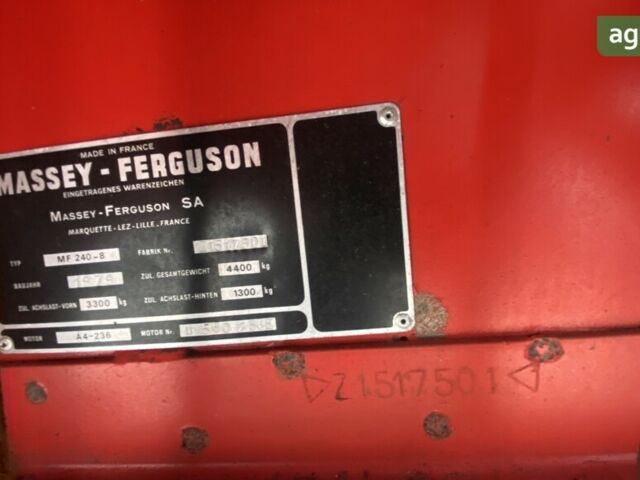 ag
MADE IN FRANCE
MASSEY-FERGUSON
EINGETRAGENES WARENZEICHEN
MASSEY-FERGUSON SA
MARQUETTE-LEZ-LILLE.FRANCE
TYP MF 240-8 FABRIK Nr. 1517501
BAUJAHR 1979 ZUL. GESAMTGEWICHT 4400 kg
ZUL. ACHSLAST-VORN 3300 kg ZUL. ACHSLAST-HINTEN 1300 kg
MOTOR A4-236 MOTOR Nr.
Z1517501